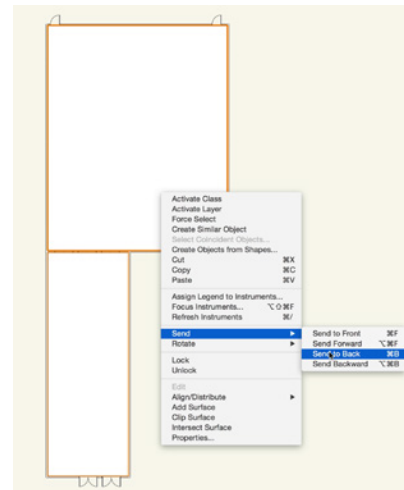 Activate Class
Activate Layer
Force Select
Create Similar Object
Select Coincident Objects...
Create Objects from Shapes...
Cut ⌘X
Copy ⌘C
Paste ⌘V
Assign Legend to Instruments...
Focus Instruments... ⌥⇧⌘F
Refresh Instruments ⌘/
Send ▶
Rotate ▶
Lock
Unlock
Edit
Align/Distribute ▶
Add Surface
Clip Surface
Intersect Surface
Properties...
Send to Front ⌘F
Send Forward ⌥⌘F
Send to Back ⌘B
Send Backward ⌥⌘B